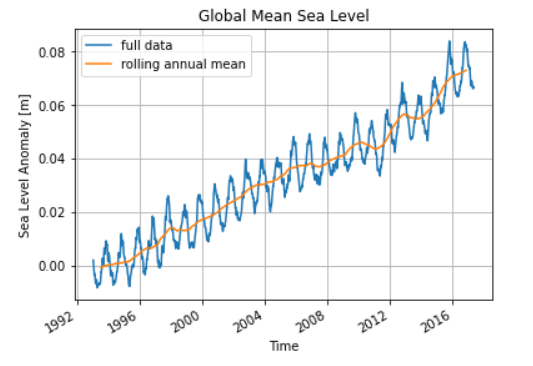 Global Mean Sea Level
full data
rolling annual mean
Sea Level Anomaly [m]
0.08
0.06
0.04
0.02
0.00
1992
1996
2000
2004
2008
2012
2016
Time